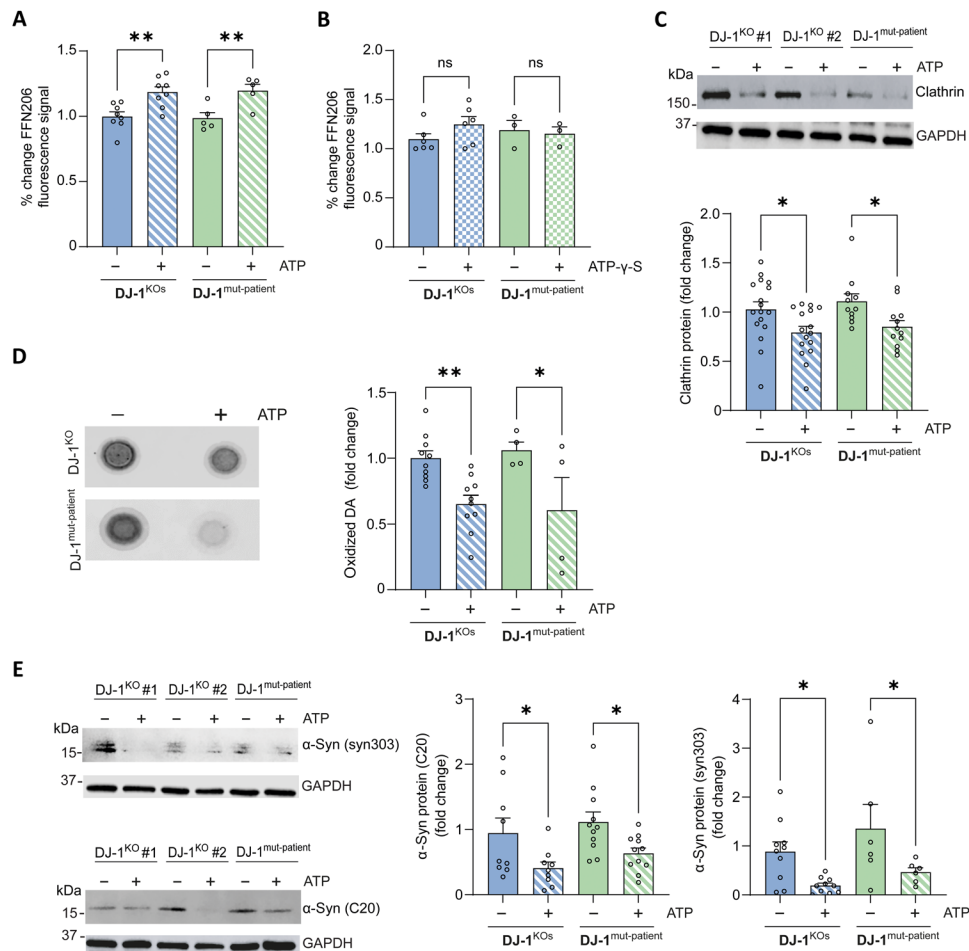 A
% change FFN206
fluorescence signal
1.5
1.0
0.5
0
** **
– + – + ATP
DJ-1KOs DJ-1mut-patient
B
% change FFN206
fluorescence signal
2.0
1.5
1.0
0.5
0
ns ns
– + – + ATP-γ-S
DJ-1KOs DJ-1mut-patient
C
DJ-1KO #1 DJ-1KO #2 DJ-1mut-patient
– + – + – + ATP
kDa
150 Clathrin
37
GAPDH
Clathrin protein (fold change)
2.0
1.5
1.0
0.5
0
* *
– + – + ATP
DJ-1KOs DJ-1mut-patient
D
– + ATP
DJ-1KO
DJ-1mut-patient
Oxidized DA (fold change)
1.5
1.0
0.5
0
** *
– + – + ATP
DJ-1KOs DJ-1mut-patient
E
DJ-1KO #1 DJ-1KO #2 DJ-1mut-patient
– + – + – + ATP
kDa
15 α-Syn (syn303)
37
GAPDH
DJ-1KO #1 DJ-1KO #2 DJ-1mut-patient
– + – + – + ATP
kDa
15 α-Syn (C20)
37
GAPDH
α-Syn protein (C20)
(fold change)
3
2
1
0
* *
– + – + ATP
DJ-1KOs DJ-1mut-patient
α-Syn protein (syn303)
(fold change)
4
3
2
1
0
* *
– + – + ATP
DJ-1KOs DJ-1mut-patient